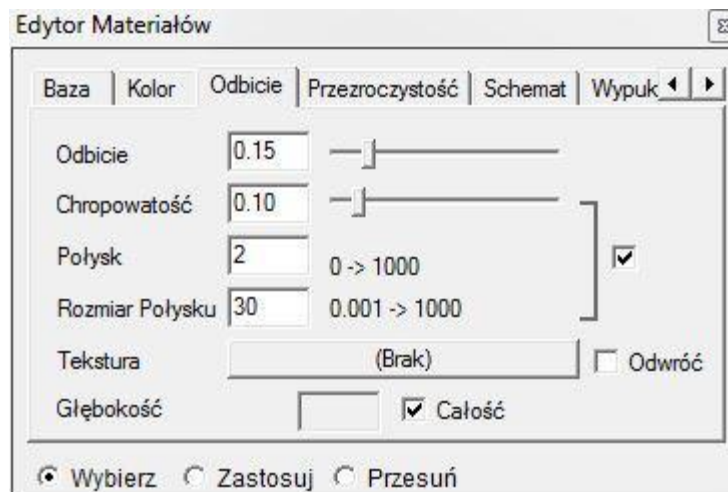 Edytor Materiałów
Baza Kolor Odbicie Przezroczystość Schemat Wypuk
Odbicie 0.15
Chropowatość 0.10
Połysk 2 0 -> 1000
Rozmiar Połysku 30 0.001 -> 1000
Tekstura (Brak) Odwróć
Głębokość Całość
Wybierz Zastosuj Przesuń